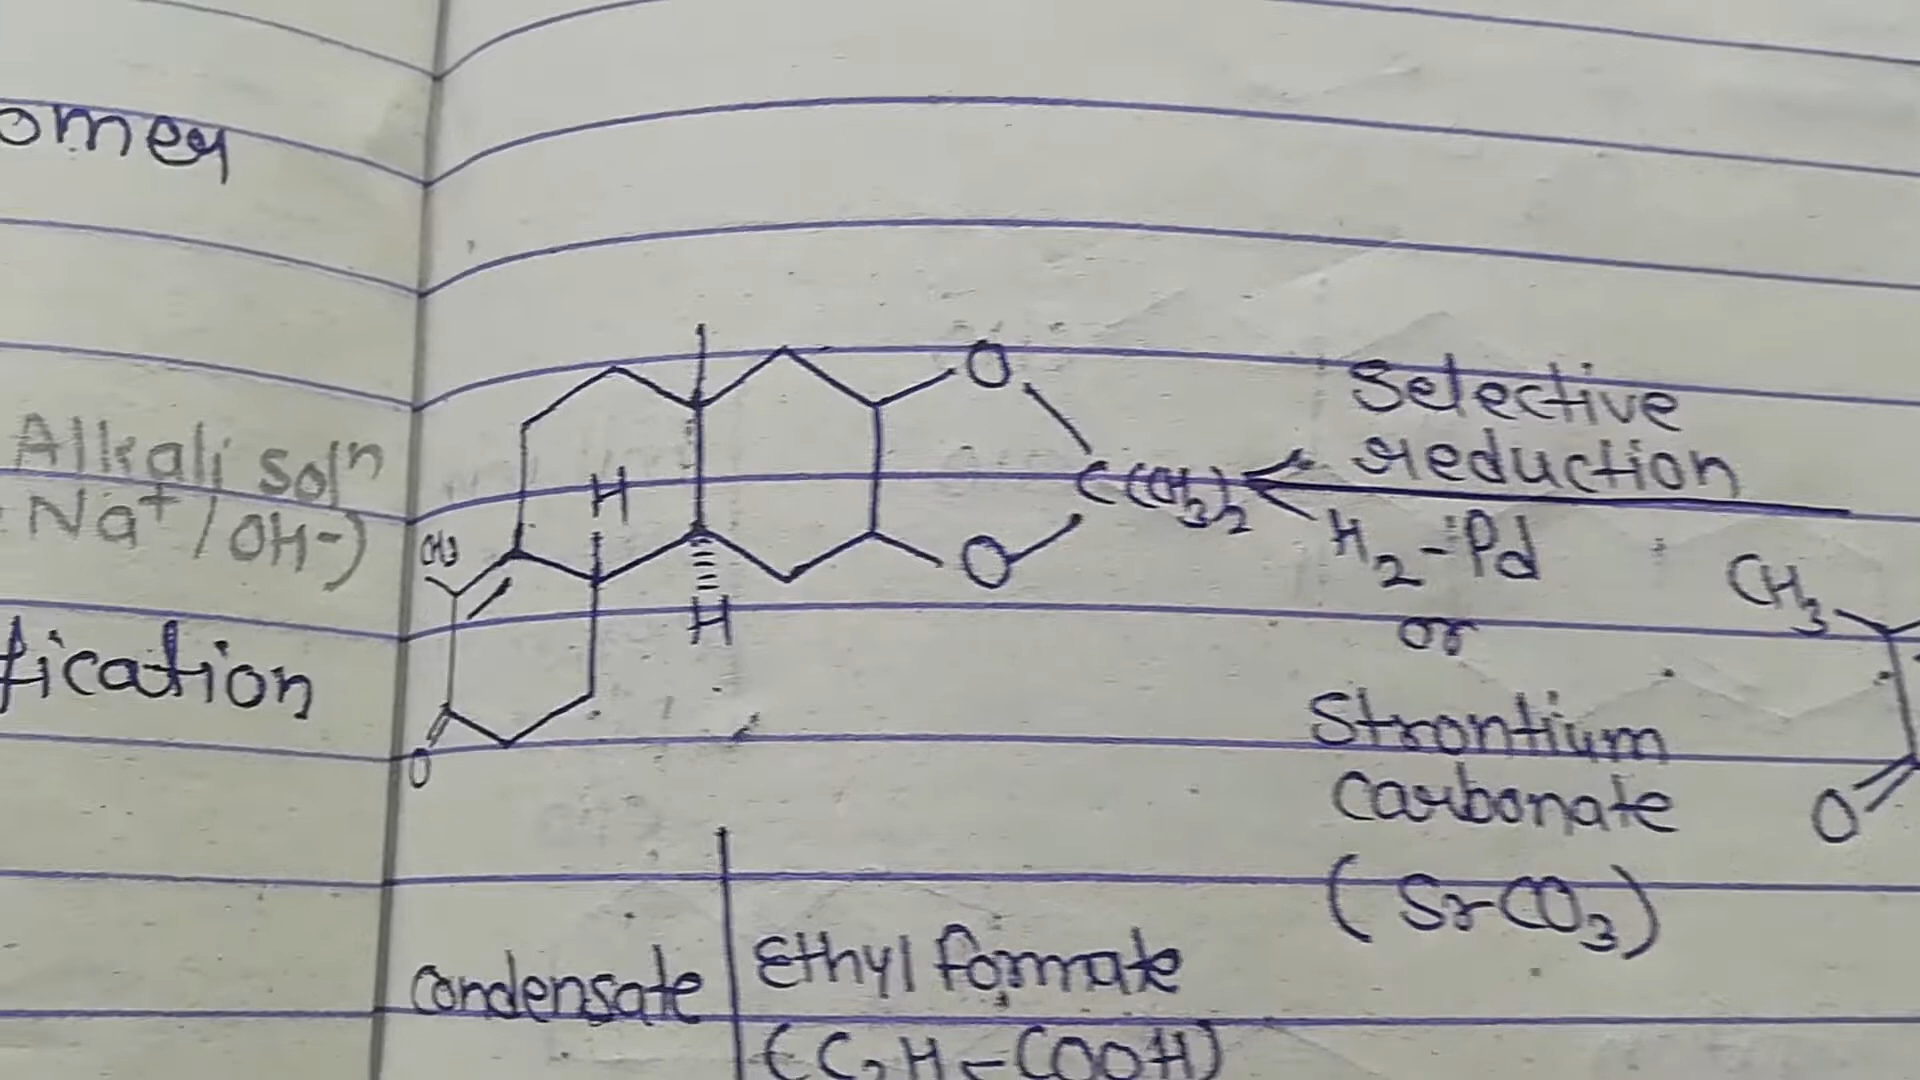 omer
Alkali solⁿ
Na⁺/OH-)
fication
CH3
H
H
O
O
O
C(CH3)2
Selective
reduction
H2-Pd
or
Strontium
Carbonate
(SrCO3)
CH3
O
Condensate
Ethyl formate
(C2H-COOH)